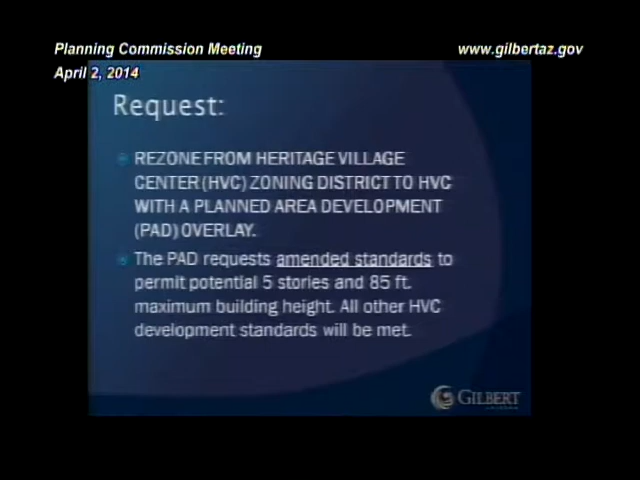 Planning Commission Meeting
www.gilbertaz.gov
April 2, 2014
Request:
REZONE FROM HERITAGE VILLAGE
CENTER (HVC) ZONING DISTRICT TO HVC
WITH A PLANNED AREA DEVELOPMENT
(PAD) OVERLAY.
The PAD requests amended standards to
permit potential 5 stories and 85 ft.
maximum building height. All other HVC
development standards will be met.
GILBERT